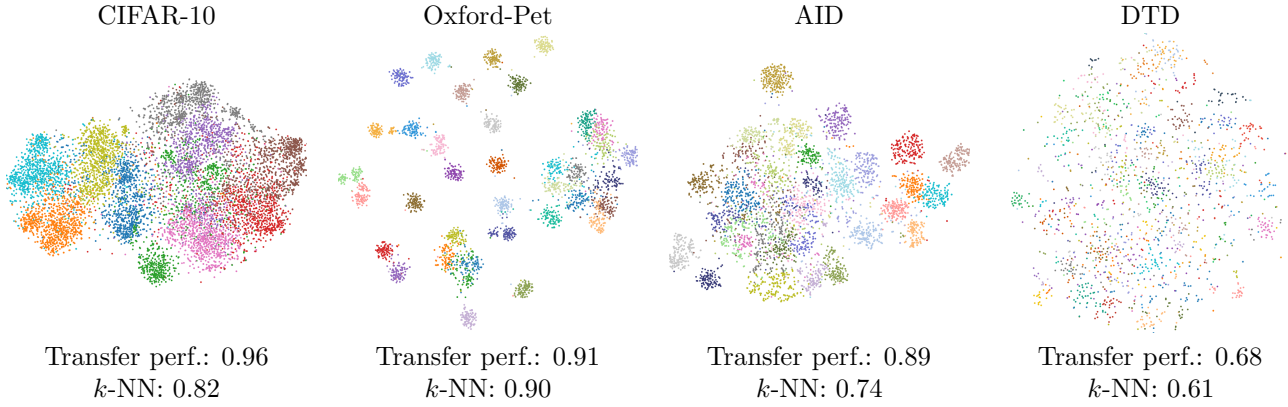 CIFAR-10
Oxford-Pet
AID
DTD
Transfer perf.: 0.96
k-NN: 0.82
Transfer perf.: 0.91
k-NN: 0.90
Transfer perf.: 0.89
k-NN: 0.74
Transfer perf.: 0.68
k-NN: 0.61